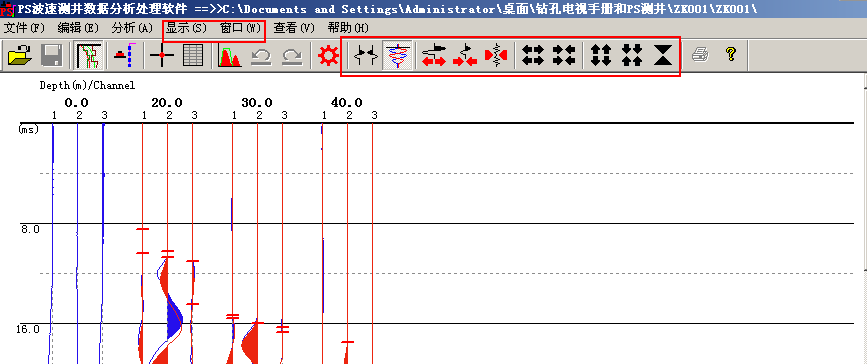 PS波速测井数据分析处理软件 ==>>C:\Documents and Settings\Administrator\桌面\钻孔电视手册和PS测井\ZK001\ZK001\
文件(F) 编辑(E) 分析(A) 显示(S) 窗口(W) 查看(V) 帮助(H)
Depth(m)/Channel
0.0 20.0 30.0 40.0
1 2 3 1 2 3 1 2 3 1 2 3
(ms)
8.0
16.0